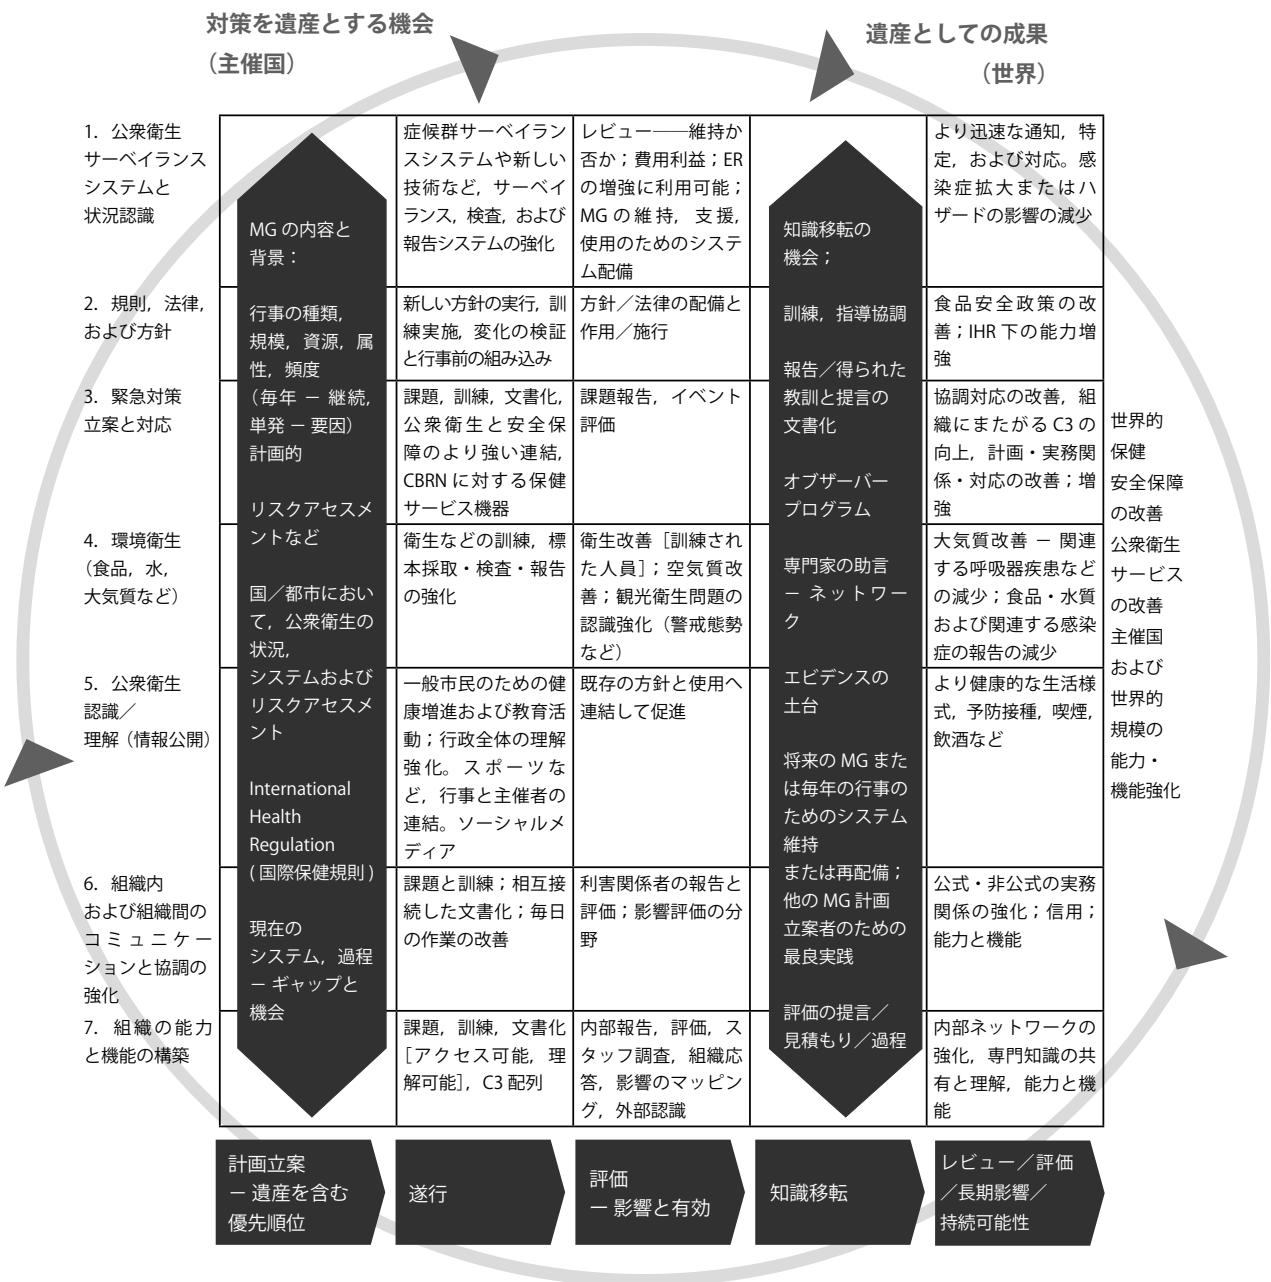 対策を遺産とする機会
（主催国）
遺産としての成果
（世界）
1．公衆衛生
サーベイランス
システムと
状況認識
2．規則，法律，
および方針
3．緊急対策
立案と対応
4．環境衛生
（食品，水，
大気質など）
5．公衆衛生
認識／
理解（情報公開）
6．組織内
および組織間の
コミュニケー
ションと協調の
強化
7．組織の能力
と機能の構築
MG の内容と
背景：
行事の種類，
規模，資源，属
性，頻度
（毎年 － 継続，
単発 － 要因）
計画的
リスクアセスメ
ントなど
国／都市におい
て，公衆衛生の
状況，
システムおよび
リスクアセスメ
ント
International
Health
Regulation
( 国際保健規則 )
現在の
システム，過程
－ ギャップと
機会
症候群サーベイラン
スシステムや新しい
技術など，サーベイ
ランス，検査，および
報告システムの強化
新しい方針の実行，訓
練実施，変化の検証
と行事前の組み込み
課題，訓練，文書化，
公衆衛生と安全保
障のより強い連結，
CBRN に対する保健
サービス機器
衛生などの訓練，標
本採取・検査・報告
の強化
一般市民のための健
康増進および教育活
動；行政全体の理解
強化。スポーツな
ど，行事と主催者の
連結。ソーシャルメ
ディア
課題と訓練；相互接
続した文書化；毎日
の作業の改善
課題，訓練，文書化
［アクセス可能，理
解可能］，C3 配列
レビュー──維持か
否か；費用利益；ER
の増強に利用可能；
MG の維持，支援，
使用のためのシステ
ム配備
方針／法律の配備と
作用／施行
課題報告，イベント
評価
衛生改善［訓練され
た人員］；空気質改
善；観光衛生問題の
認識強化（警戒態勢
など）
既存の方針と使用へ
連結して促進
利害関係者の報告と
評価；影響評価の分
野
内部報告，評価，ス
タッフ調査，組織応
答，影響のマッピン
グ，外部認識
知識移転の
機会；
訓練，指導協調
報告／得られた
教訓と提言の
文書化
オブザーバー
プログラム
専門家の助言
－ ネットワー
ク
エビデンスの
土台
将来の MG また
は毎年の行事の
ためのシステム
維持
または再配備；
他の MG 計画
立案者のための
最良実践
評価の提言／
見積もり／過程
より迅速な通知，特
定，および対応。感
染症拡大またはハ
ザードの影響の減少
食品安全政策の改
善；IHR 下の能力増
強
協調対応の改善，組
織にまたがる C3 の
向上，計画・実務関
係・対応の改善；増
強
大気質改善 － 関連
する呼吸器疾患など
の減少；食品・水質
および関連する感染
症の報告の減少
より健康的な生活様
式，予防接種，喫煙，
飲酒など
公式・非公式の実務
関係の強化；信用；
能力と機能
内部ネットワークの
強化，専門知識の共
有と理解，能力と機
能
世界的
保健
安全保障
の改善
公衆衛生
サービス
の改善
主催国
および
世界的
規模の
能力・
機能強化
計画立案
－ 遺産を含む
優先順位
遂行
評価
－ 影響と有効
知識移転
レビュー／評価
／長期影響／
持続可能性